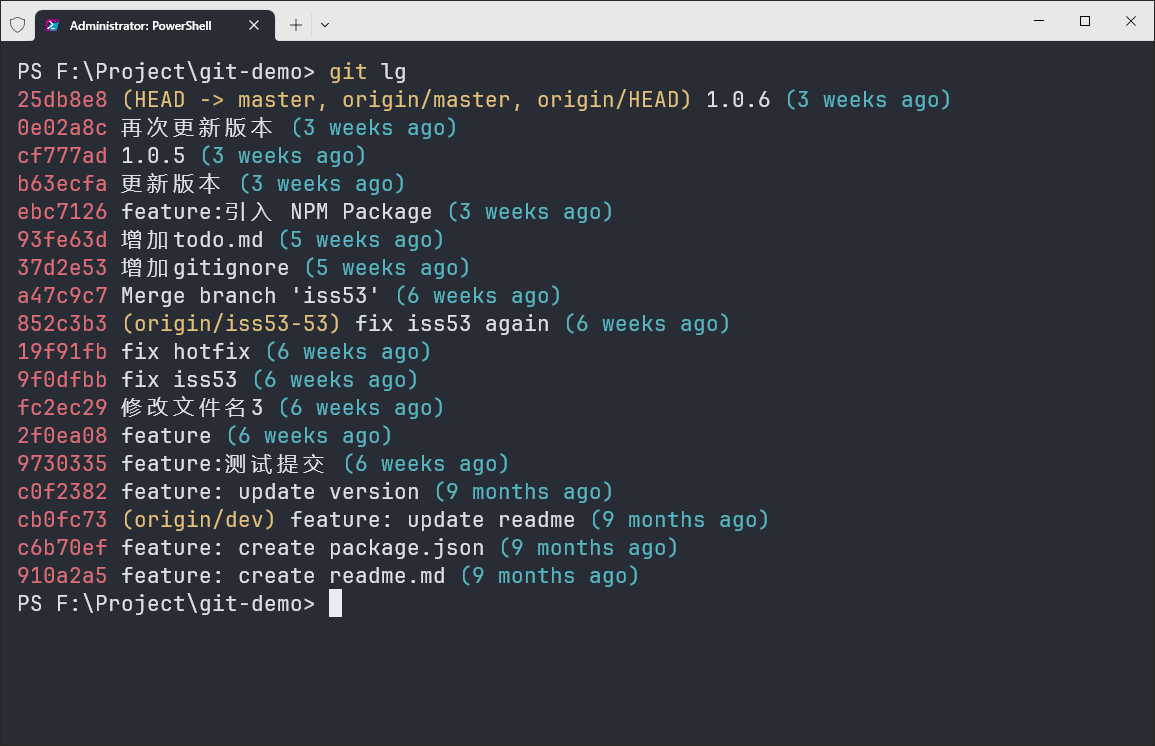 Administrator: PowerShell
PS F:\Project\git-demo> git lg
25db8e8 (HEAD -> master, origin/master, origin/HEAD) 1.0.6 (3 weeks ago)
0e02a8c 再次更新版本 (3 weeks ago)
cf777ad 1.0.5 (3 weeks ago)
b63ecfa 更新版本 (3 weeks ago)
ebc7126 feature:引入 NPM Package (3 weeks ago)
93fe63d 增加todo.md (5 weeks ago)
37d2e53 增加gitignore (5 weeks ago)
a47c9c7 Merge branch 'iss53' (6 weeks ago)
852c3b3 (origin/iss53-53) fix iss53 again (6 weeks ago)
19f91fb fix hotfix (6 weeks ago)
9f0dfbb fix iss53 (6 weeks ago)
fc2ec29 修改文件名3 (6 weeks ago)
2f0ea08 feature (6 weeks ago)
9730335 feature:测试提交 (6 weeks ago)
c0f2382 feature: update version (9 months ago)
cb0fc73 (origin/dev) feature: update readme (9 months ago)
c6b70ef feature: create package.json (9 months ago)
910a2a5 feature: create readme.md (9 months ago)
PS F:\Project\git-demo>